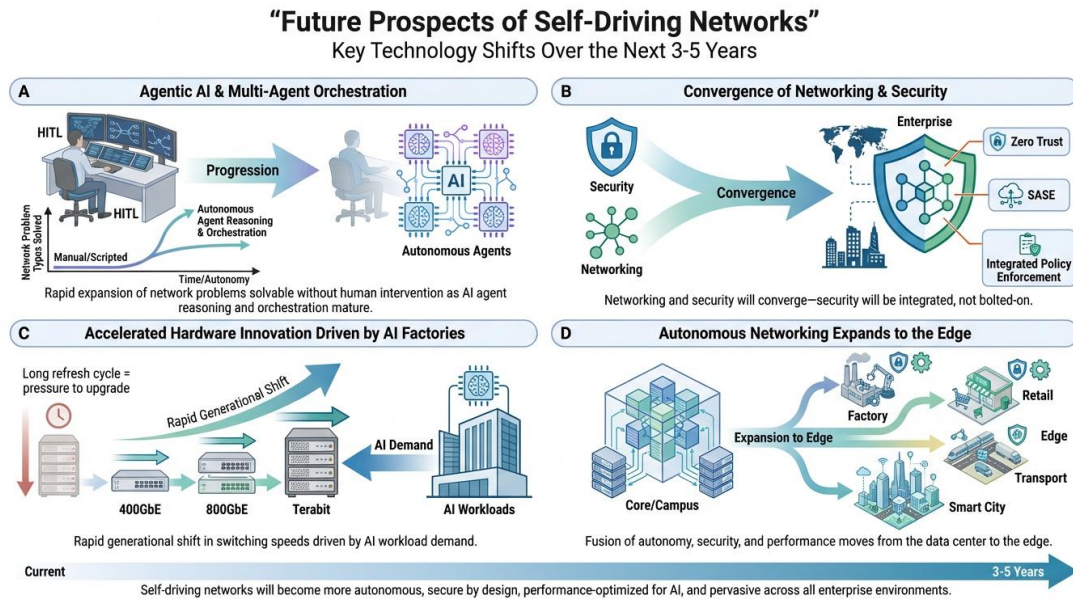 “Future Prospects of Self-Driving Networks”
Key Technology Shifts Over the Next 3-5 Years
A
Agentic AI & Multi-Agent Orchestration
HITL
HITL
Progression
AI
Autonomous Agents
Network Problem
Types Solved
Manual/Scripted
Autonomous
Agent Reasoning
& Orchestration
Time/Autonomy
Rapid expansion of network problems solvable without human intervention as AI agent
reasoning and orchestration mature.
B
Convergence of Networking & Security
Security
Networking
Convergence
Enterprise
Zero Trust
SASE
Integrated Policy
Enforcement
Networking and security will converge—security will be integrated, not bolted-on.
C
Accelerated Hardware Innovation Driven by AI Factories
Long refresh cycle =
pressure to upgrade
Rapid Generational Shift
400GbE
800GbE
Terabit
AI Demand
AI Workloads
Rapid generational shift in switching speeds driven by AI workload demand.
D
Autonomous Networking Expands to the Edge
Core/Campus
Expansion to Edge
Factory
Retail
Edge
Transport
Smart City
Fusion of autonomy, security, and performance moves from the data center to the edge.
Current
3-5 Years
Self-driving networks will become more autonomous, secure by design, performance-optimized for AI, and pervasive across all enterprise environments.